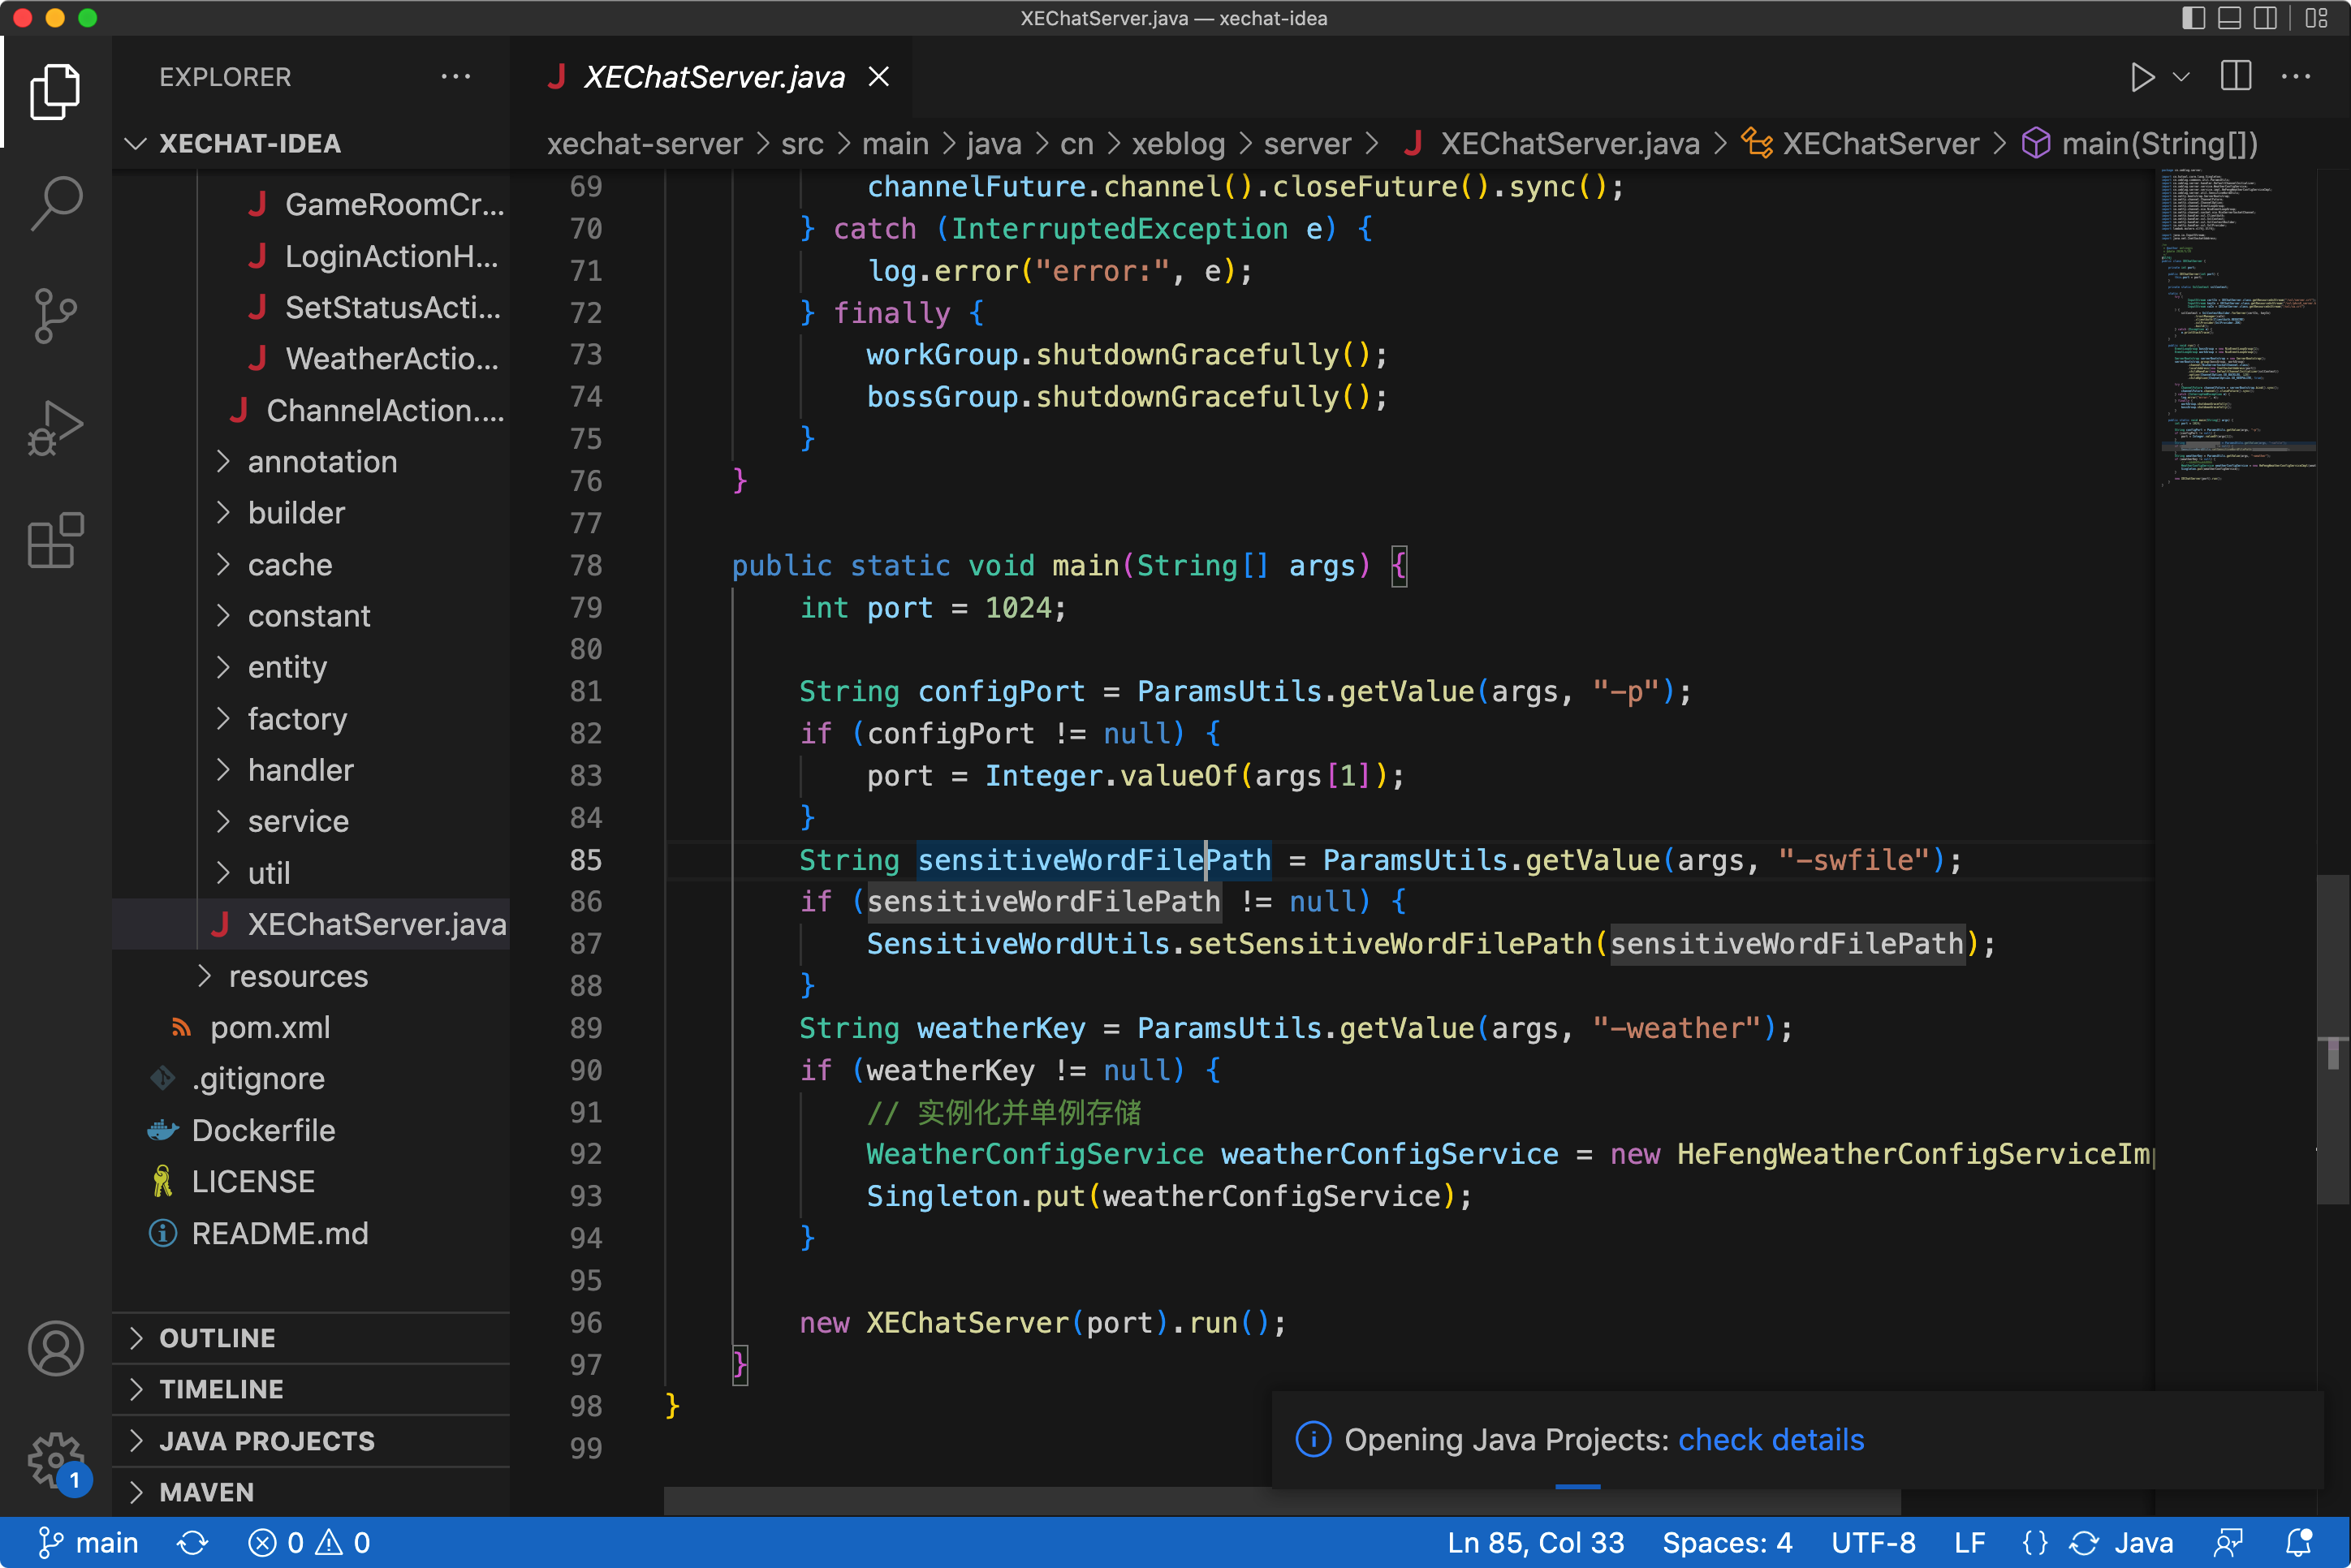 XEChatServer.java — xechat-idea
EXPLORER
XECHAT-IDEA
GameRoomCr...
LoginActionH...
SetStatusActi...
WeatherActio...
ChannelAction....
annotation
builder
cache
constant
entity
factory
handler
service
util
XEChatServer.java
resources
pom.xml
.gitignore
Dockerfile
LICENSE
README.md
OUTLINE
TIMELINE
JAVA PROJECTS
MAVEN
1
XEChatServer.java
xechat-server > src > main > java > cn > xeblog > server > XEChatServer.java > XEChatServer > main(String[])
69 channelFuture.channel().closeFuture().sync();
70 } catch (InterruptedException e) {
71 log.error("error:", e);
72 } finally {
73 workGroup.shutdownGracefully();
74 bossGroup.shutdownGracefully();
75 }
76 }
77
78 public static void main(String[] args) {
79 int port = 1024;
80
81 String configPort = ParamsUtils.getValue(args, "-p");
82 if (configPort != null) {
83 port = Integer.valueOf(args[1]);
84 }
85 String sensitiveWordFilePath = ParamsUtils.getValue(args, "-swfile");
86 if (sensitiveWordFilePath != null) {
87 SensitiveWordUtils.setSensitiveWordFilePath(sensitiveWordFilePath);
88 }
89 String weatherKey = ParamsUtils.getValue(args, "-weather");
90 if (weatherKey != null) {
91 // 实例化并单例存储
92 WeatherConfigService weatherConfigService = new HeFengWeatherConfigServiceIm
93 Singleton.put(weatherConfigService);
94 }
95
96 new XEChatServer(port).run();
97 }
98 }
99
Opening Java Projects: check details
main 0 0 Ln 85, Col 33 Spaces: 4 UTF-8 LF {} Java